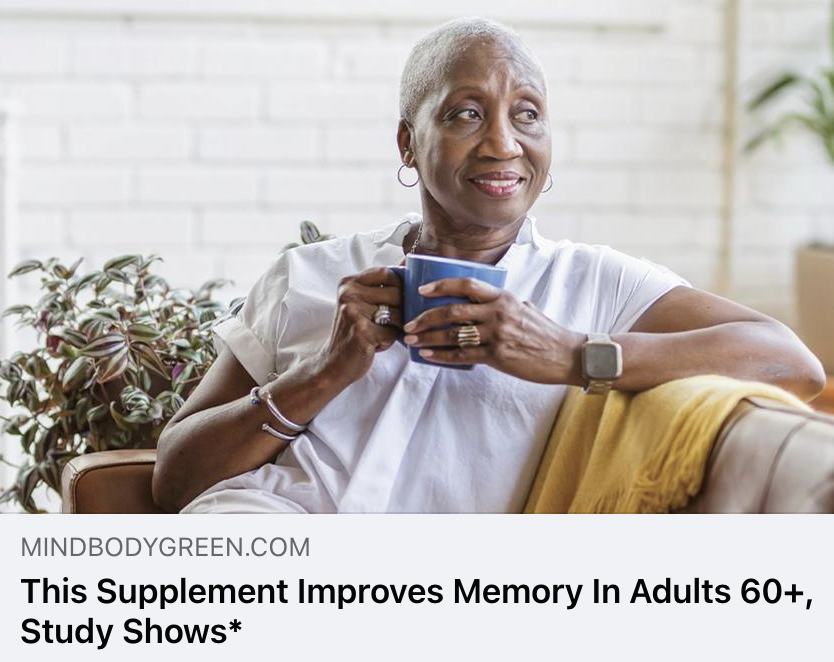 MINDBODYGREEN.COM
This Supplement Improves Memory In Adults 60+,
Study Shows*